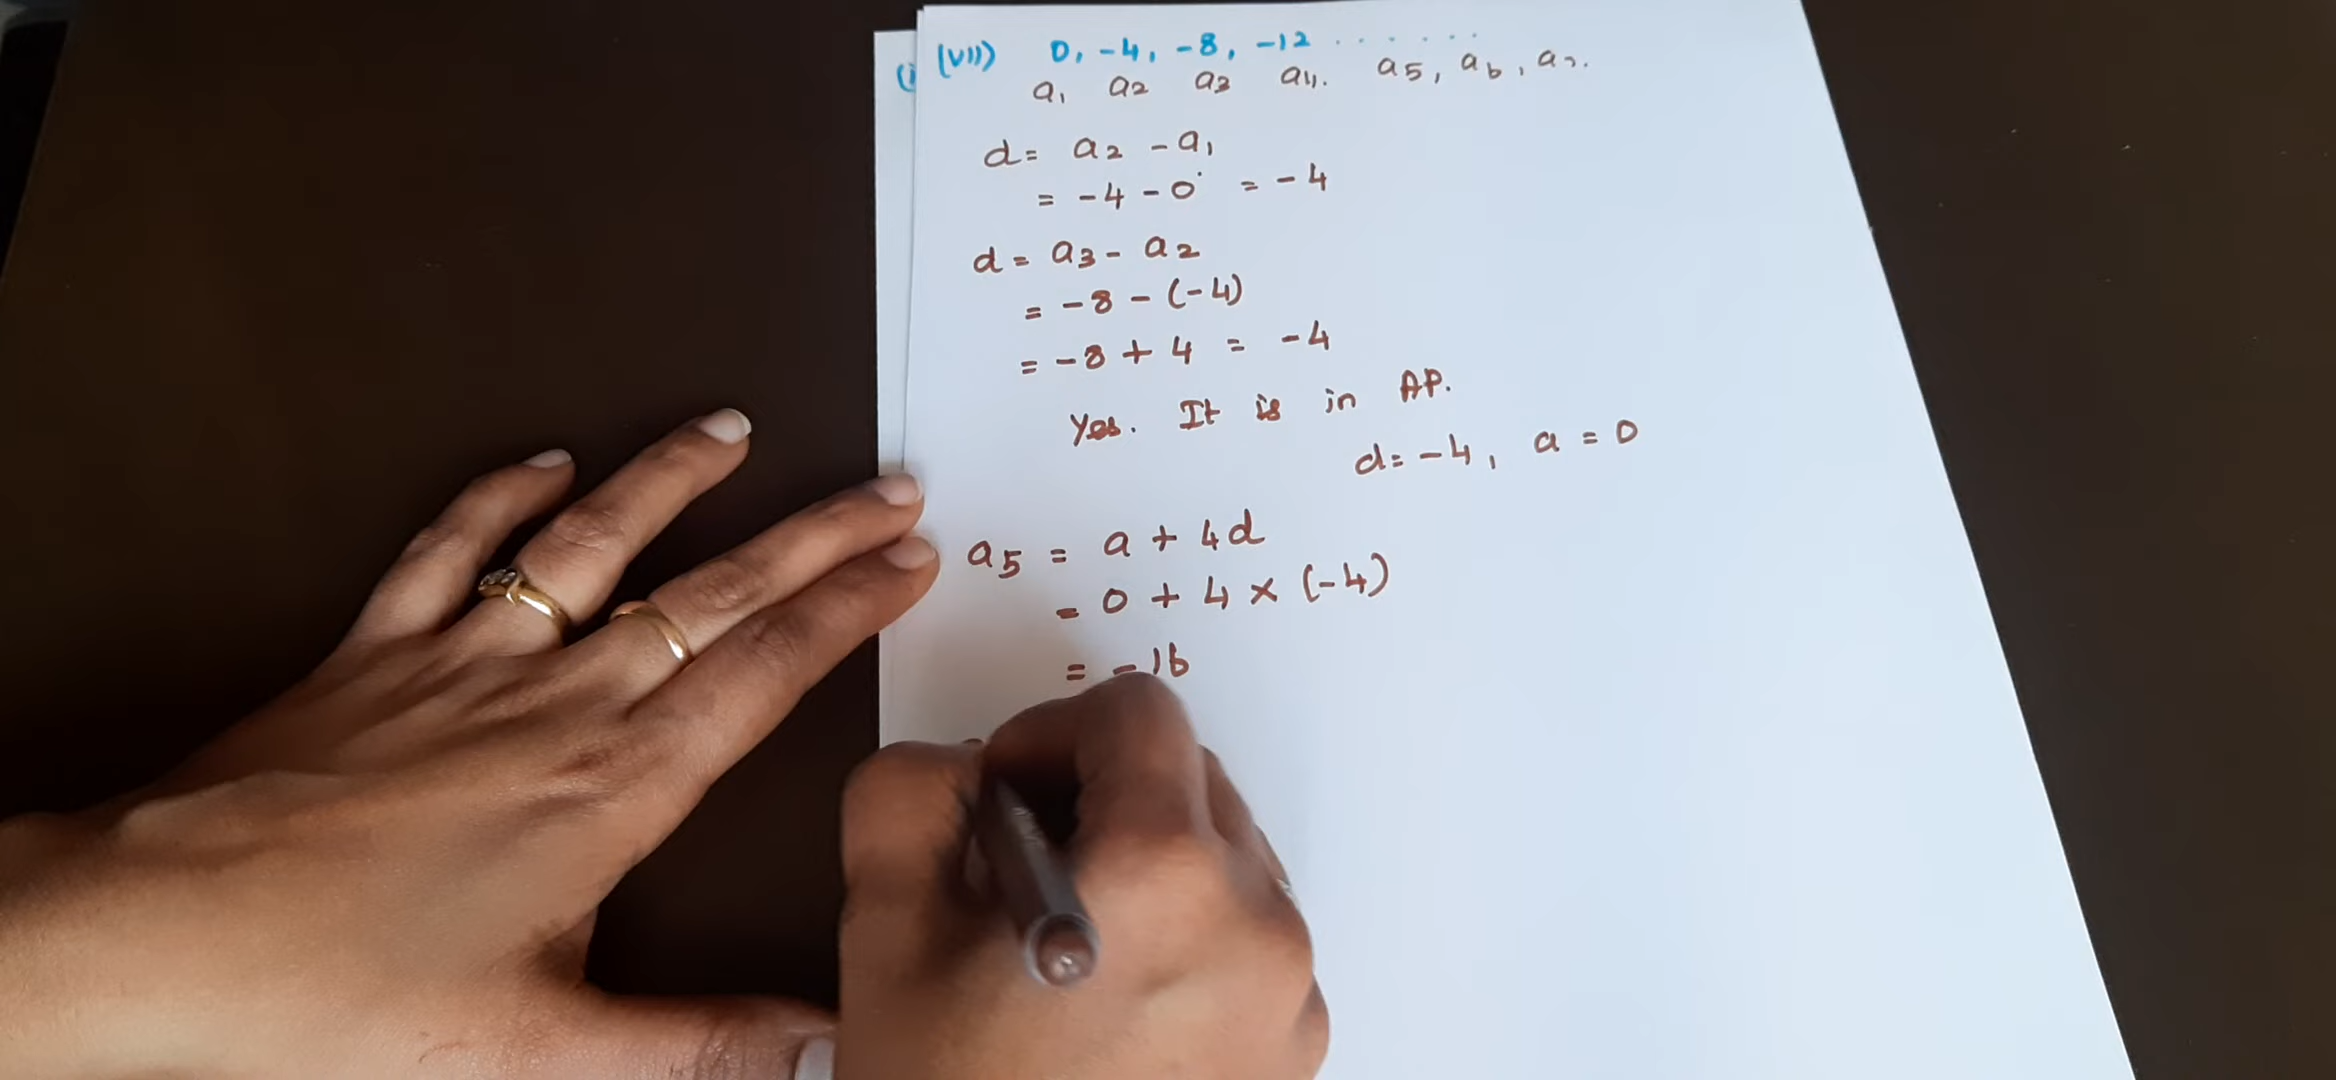 (VII) 0, -4, -8, -12 . . . . . .
a1 a2 a3 a4. a5, a6, a7.
d= a2 - a1
= -4 - 0 = -4
d = a3 - a2
= -8 - (-4)
= -8 + 4 = -4
Yes. It is in AP.
d= -4, a = 0
a5 = a + 4d
= 0 + 4 × (-4)
= -16